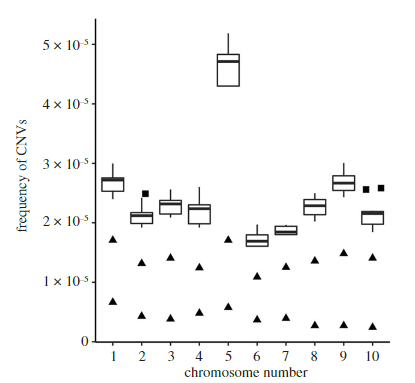 5 × 10⁻⁵
4 × 10⁻⁵
3 × 10⁻⁵
2 × 10⁻⁵
1 × 10⁻⁵
0
frequency of CNVs
1 2 3 4 5 6 7 8 9 10
chromosome number